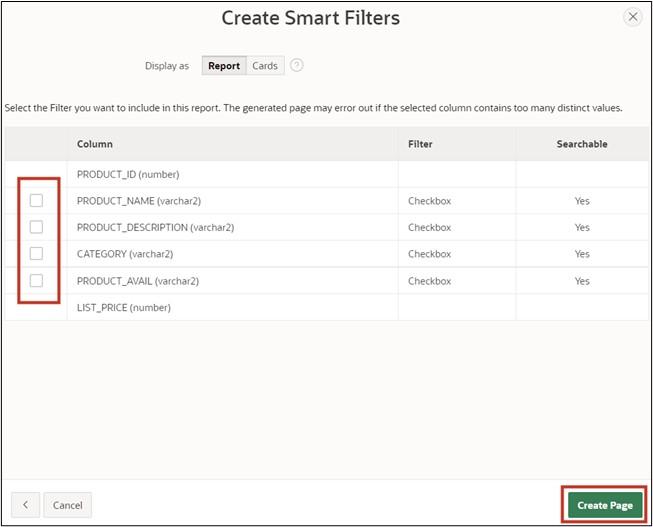 Create Smart Filters
Display as Report Cards ?
Select the Filter you want to include in this report. The generated page may error out if the selected column contains too many distinct values.
Column Filter Searchable
PRODUCT_ID (number)
PRODUCT_NAME (varchar2) Checkbox Yes
PRODUCT_DESCRIPTION (varchar2) Checkbox Yes
CATEGORY (varchar2) Checkbox Yes
PRODUCT_AVAIL (varchar2) Checkbox Yes
LIST_PRICE (number)
Cancel Create Page